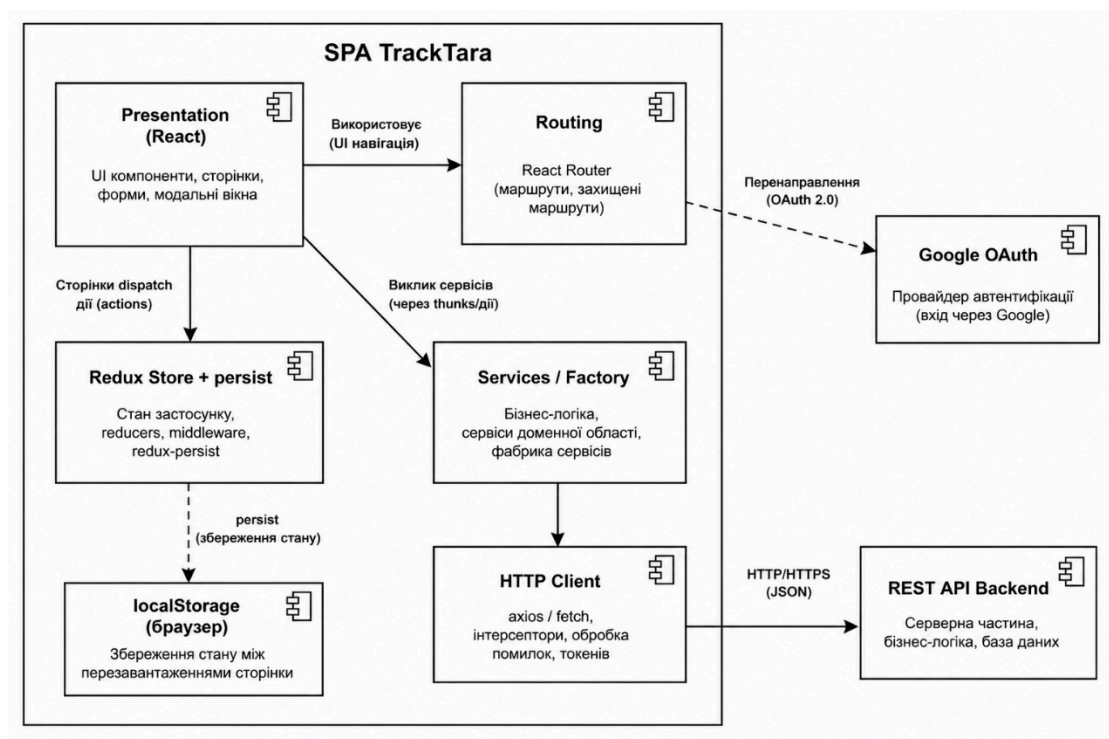 SPA TrackTara
Presentation
(React)
UI компоненти, сторінки,
форми, модальні вікна
Використовує
(UI навігація)
Routing
React Router
(маршрути, захищені
маршрути)
Перенаправлення
(OAuth 2.0)
Google OAuth
Провайдер автентифікації
(вхід через Google)
Сторінки dispatch
дії (actions)
Виклик сервісів
(через thunks/дії)
Redux Store + persist
Стан застосунку,
reducers, middleware,
redux-persist
Services / Factory
Бізнес-логіка,
сервіси доменної області,
фабрика сервісів
persist
(збереження стану)
localStorage
(браузер)
Збереження стану між
перезавантаженнями сторінки
HTTP Client
axios / fetch,
інтерсептори, обробка
помилок, токенів
HTTP/HTTPS
(JSON)
REST API Backend
Серверна частина,
бізнес-логіка, база даних